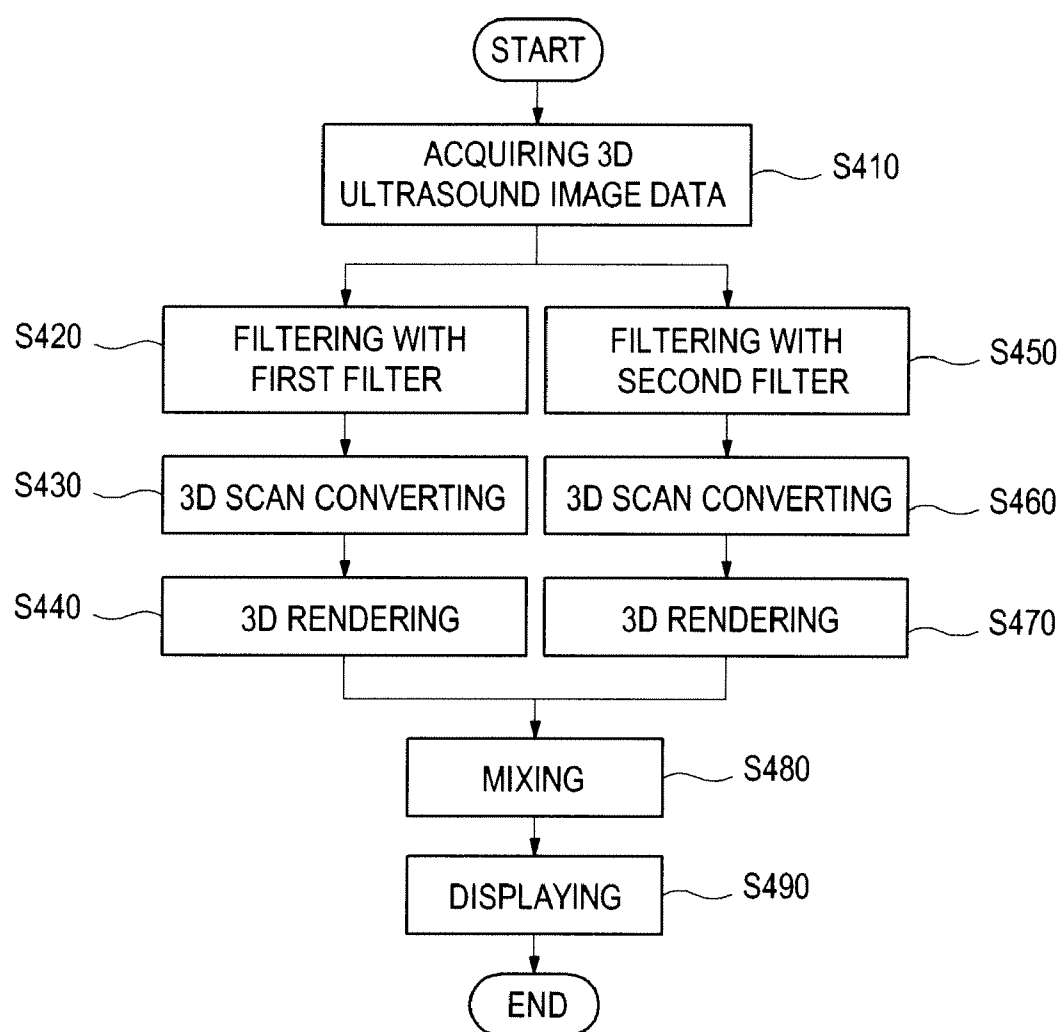 START
ACQUIRING 3D
ULTRASOUND IMAGE DATA
S410
S420
FILTERING WITH
FIRST FILTER
FILTERING WITH
SECOND FILTER
S450
S430
3D SCAN CONVERTING
3D SCAN CONVERTING
S460
S440
3D RENDERING
3D RENDERING
S470
MIXING
S480
DISPLAYING
S490
END